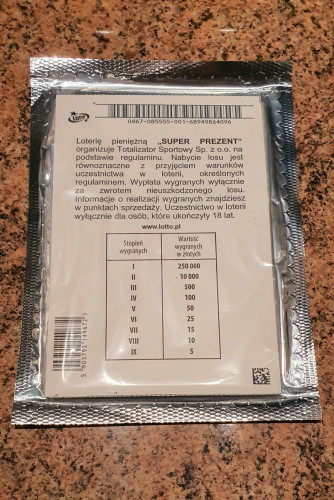 Lotto
0467-085555-001-68949864096
Loterię pieniężną „SUPER PREZENT"
organizuje Totalizator Sportowy Sp. z o.o. na
podstawie regulaminu. Nabycie losu jest
równoznaczne z przyjęciem warunków
uczestnictwa w loterii, określonych
regulaminem. Wypłata wygranych wyłącznie
za zwrotem nieuszkodzonego losu.
Informacje o realizacji wygranych znajdziesz
w punktach sprzedaży. Uczestnictwo w loterii
wyłącznie dla osób, które ukończyły 18 lat.
www.lotto.pl
Stopień wygranych Wartość wygranych w złotych
I 250 000
II 10 000
III 500
IV 100
V 50
VI 25
VII 15
VIII 10
IX 5